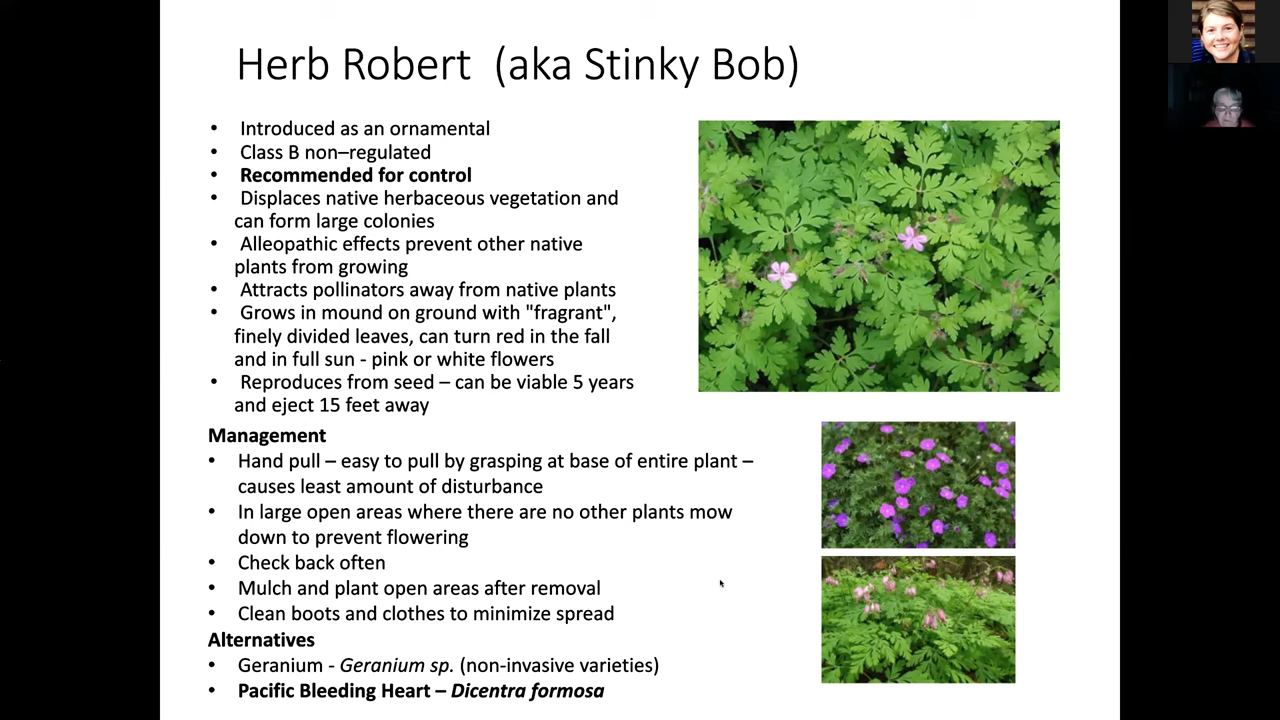 Herb Robert (aka Stinky Bob)
• Introduced as an ornamental
• Class B non–regulated
• Recommended for control
• Displaces native herbaceous vegetation and
can form large colonies
• Alleopathic effects prevent other native
plants from growing
• Attracts pollinators away from native plants
• Grows in mound on ground with "fragrant",
finely divided leaves, can turn red in the fall
and in full sun - pink or white flowers
• Reproduces from seed – can be viable 5 years
and eject 15 feet away
Management
• Hand pull – easy to pull by grasping at base of entire plant –
causes least amount of disturbance
• In large open areas where there are no other plants mow
down to prevent flowering
• Check back often
• Mulch and plant open areas after removal
• Clean boots and clothes to minimize spread
Alternatives
• Geranium - Geranium sp. (non-invasive varieties)
• Pacific Bleeding Heart – Dicentra formosa